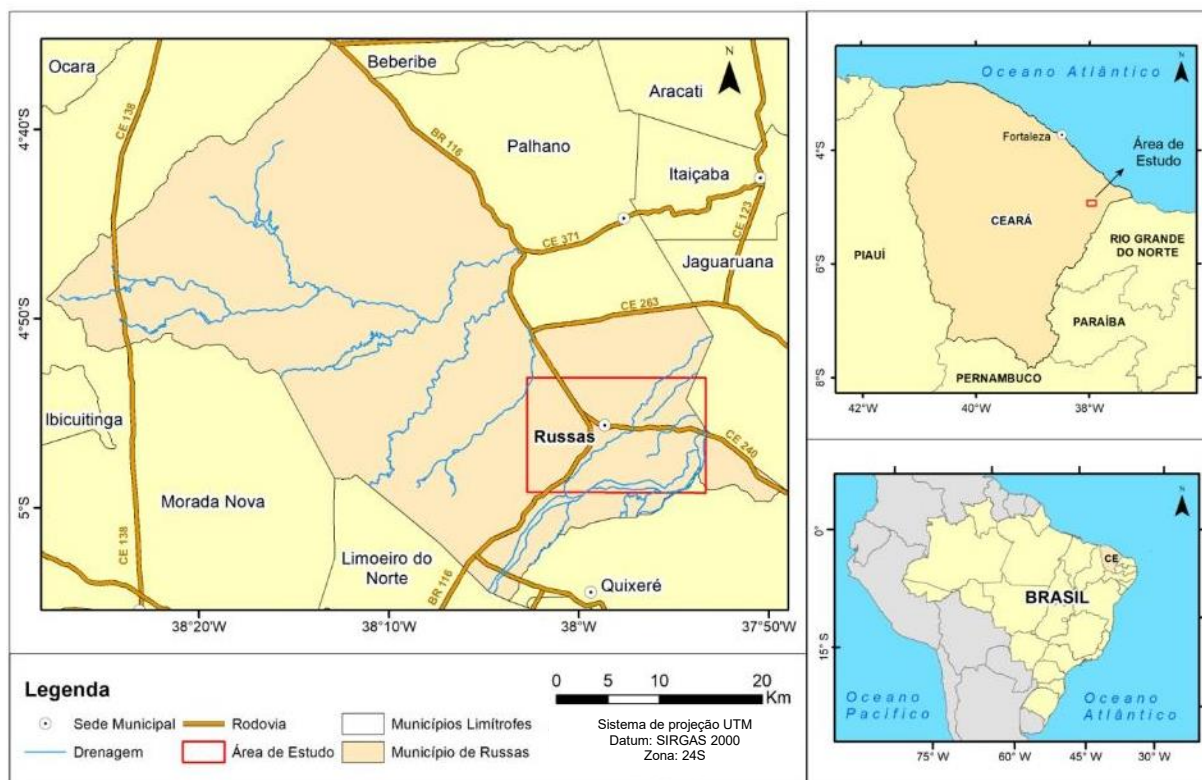 Ocara
CE 138
Beberibe
N
Aracati
4°40'S
BR 116
Palhano
Itaiçaba
CE 371
CE 123
Jaguaruana
CE 263
4°50'S
Ibicuitinga
Russas
CE 240
Morada Nova
5°S
CE 138
Limoeiro do
Norte
BR 116
Quixeré
38°20'W
38°10'W
38°W
37°50'W
Legenda
Sede Municipal
Rodovia
Municípios Limítrofes
Drenagem
Área de Estudo
Município de Russas
0 5 10 20
Km
Sistema de projeção UTM
Datum: SIRGAS 2000
Zona: 24S
Oceano Atlântico
N
Fortaleza
Área de
Estudo
4°S
CEARÁ
PIAUÍ
RIO GRANDE
DO NORTE
6°S
PARAÍBA
PERNAMBUCO
8°S
42°W
40°W
38°W
N
0°
CE
BRASIL
15°S
Oceano
Pacífico
Oceano
Atlântico
75°W
60°W
45°W
30°W